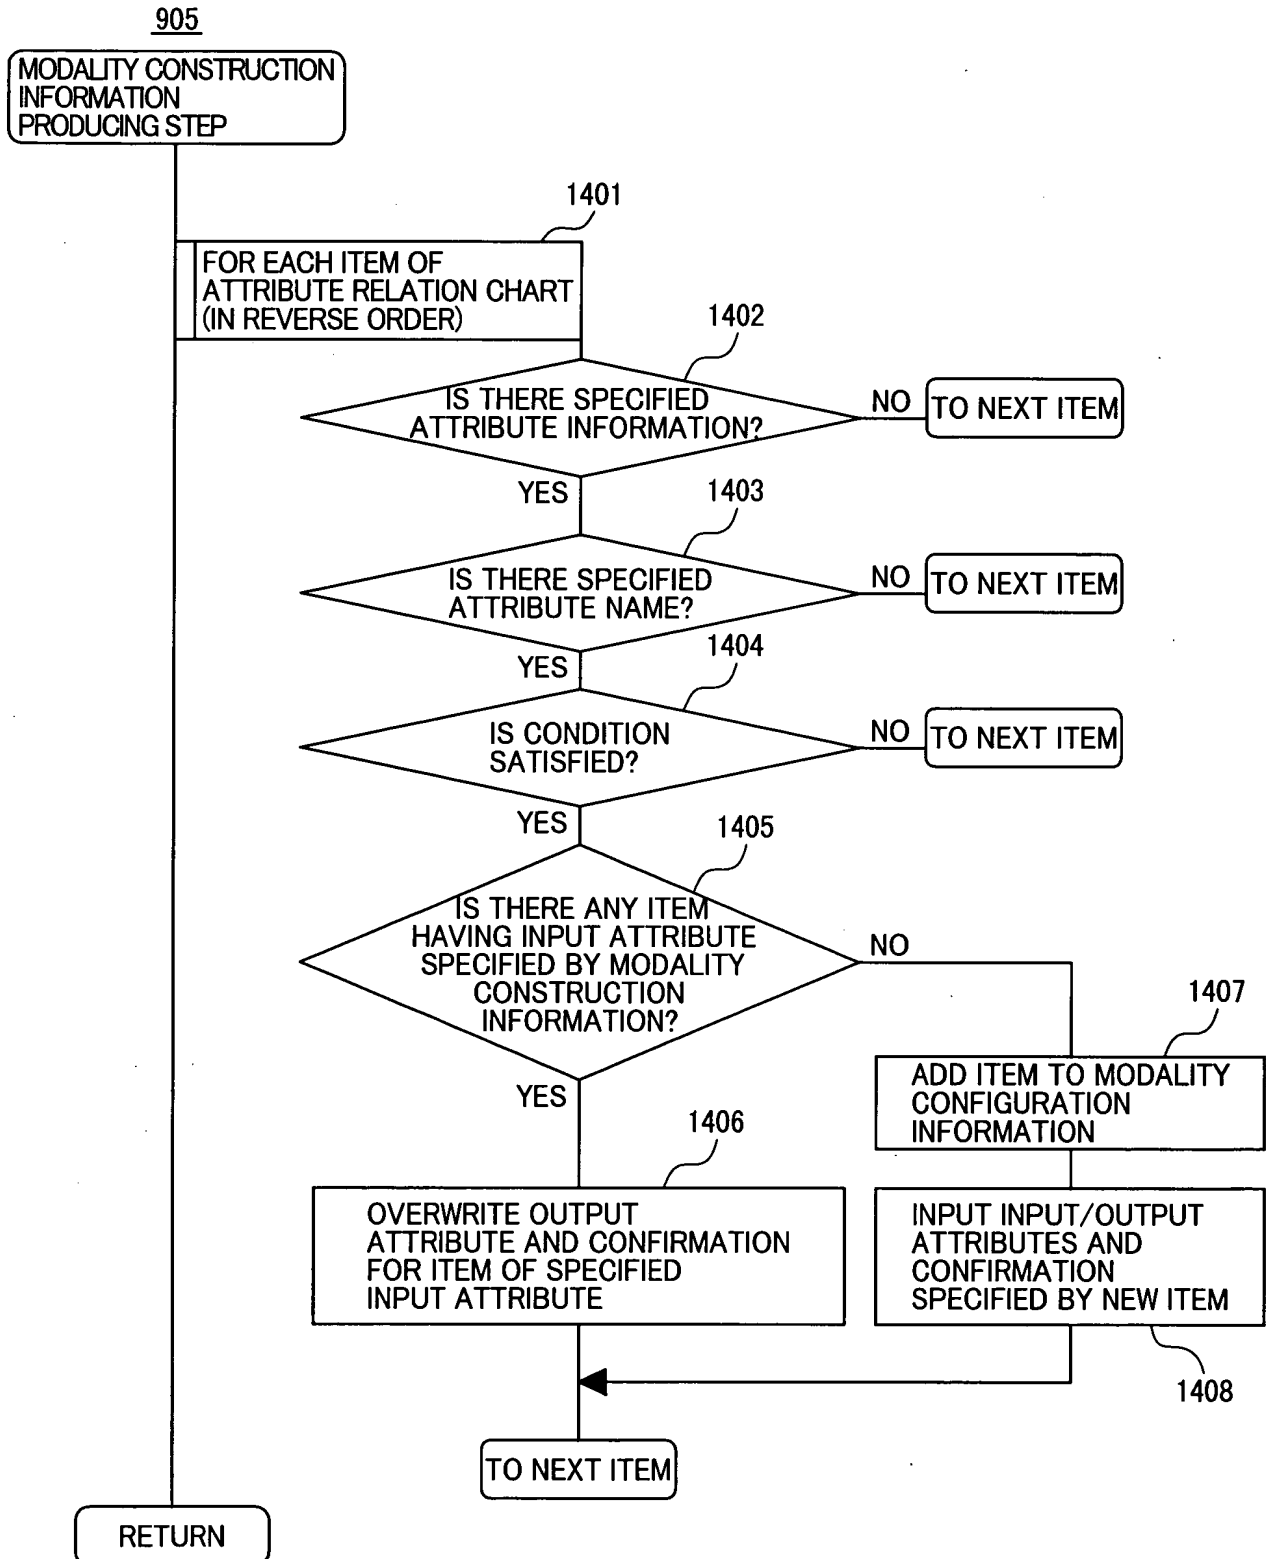 905
MODALITY CONSTRUCTION
INFORMATION
PRODUCING STEP
1401
FOR EACH ITEM OF
ATTRIBUTE RELATION CHART
(IN REVERSE ORDER)
1402
IS THERE SPECIFIED
ATTRIBUTE INFORMATION?
NO
TO NEXT ITEM
YES
1403
IS THERE SPECIFIED
ATTRIBUTE NAME?
NO
TO NEXT ITEM
YES
1404
IS CONDITION
SATISFIED?
NO
TO NEXT ITEM
YES
1405
IS THERE ANY ITEM
HAVING INPUT ATTRIBUTE
SPECIFIED BY MODALITY
CONSTRUCTION
INFORMATION?
NO
YES
1407
ADD ITEM TO MODALITY
CONFIGURATION
INFORMATION
1406
OVERWRITE OUTPUT
ATTRIBUTE AND CONFIRMATION
FOR ITEM OF SPECIFIED
INPUT ATTRIBUTE
INPUT INPUT/OUTPUT
ATTRIBUTES AND
CONFIRMATION
SPECIFIED BY NEW ITEM
1408
TO NEXT ITEM
RETURN